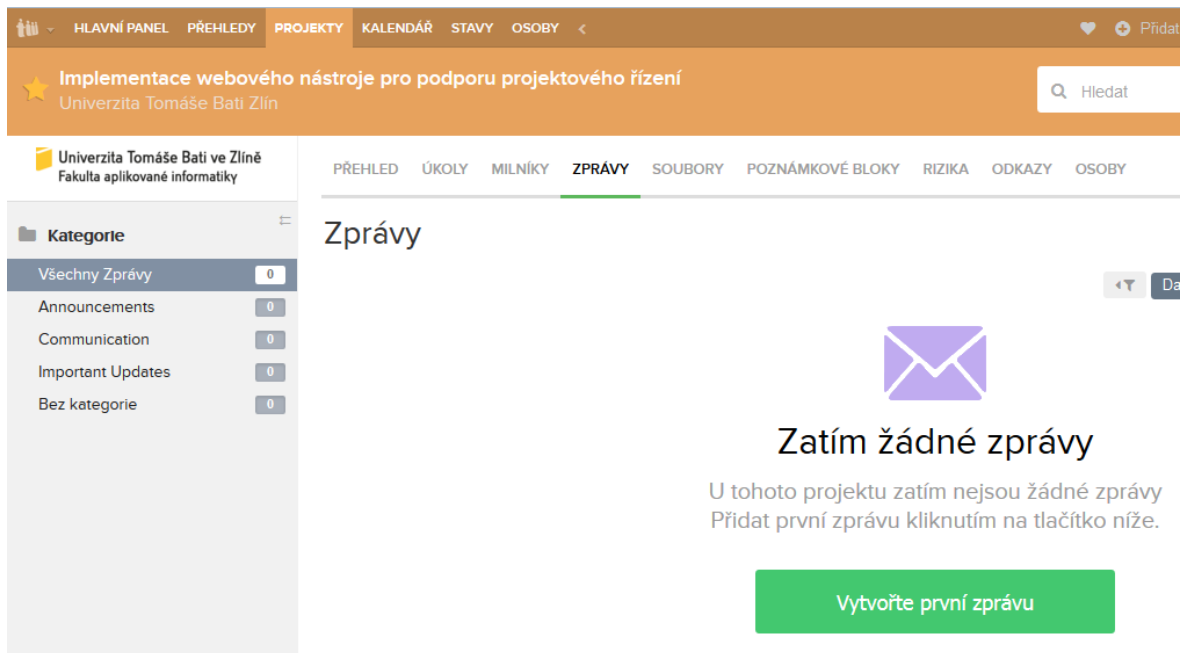 HLAVNÍ PANEL PŘEHLEDY PROJEKTY KALENDÁŘ STAVY OSOBY < Přidat
Implementace webového nástroje pro podporu projektového řízení
Univerzita Tomáše Bati Zlín
Hledat
Univerzita Tomáše Bati ve Zlíně
Fakulta aplikované informatiky
PŘEHLED ÚKOLY MILNÍKY ZPRÁVY SOUBORY POZNÁMKOVÉ BLOKY RIZIKA ODKAZY OSOBY
Kategorie
Všechny Zprávy 0
Announcements 0
Communication 0
Important Updates 0
Bez kategorie 0
Zprávy
Da
Zatím žádné zprávy
U tohoto projektu zatím nejsou žádné zprávy
Přidat první zprávu kliknutím na tlačítko níže.
Vytvořte první zprávu